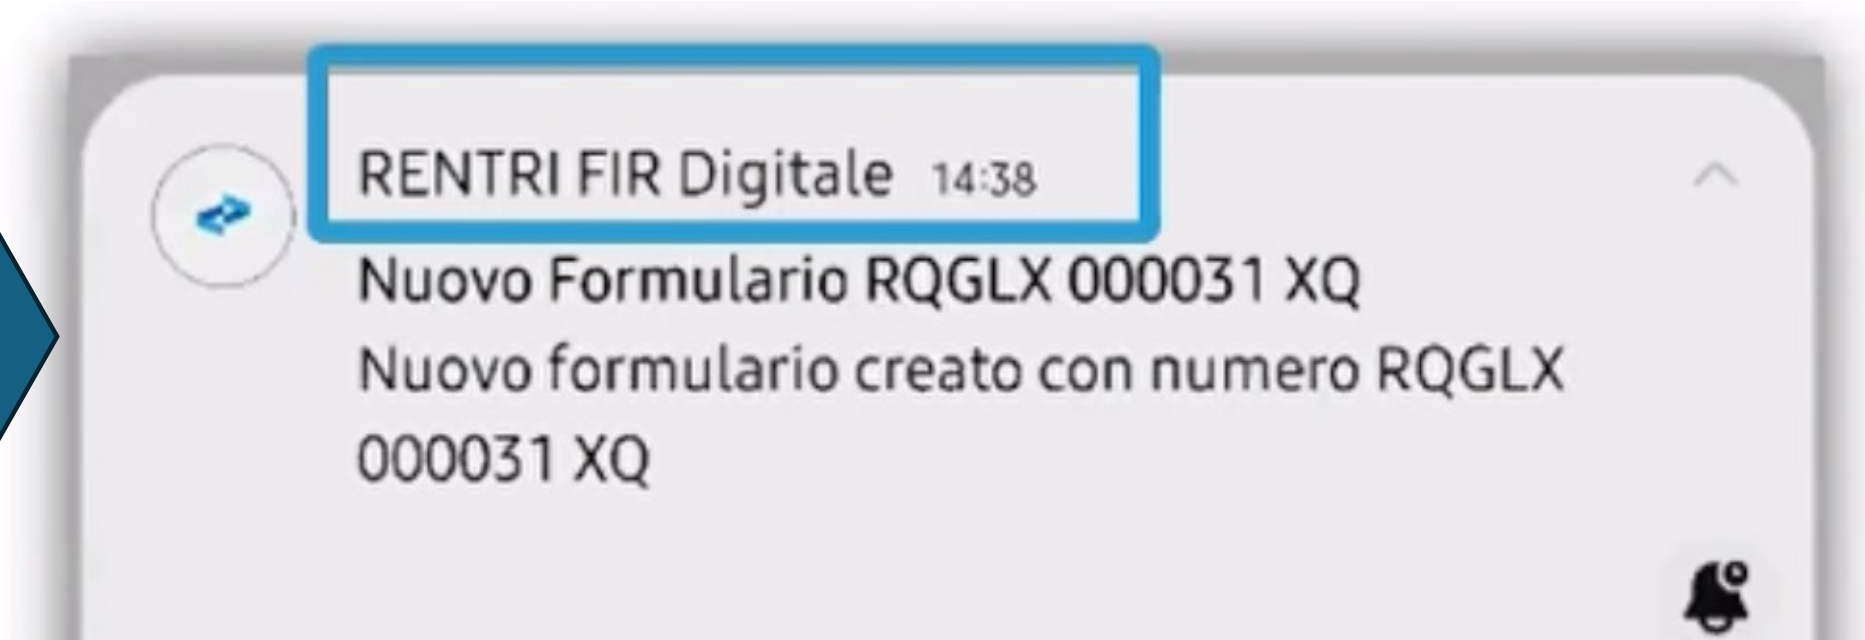 RENTRI FIR Digitale 14:38
Nuovo Formulario RQGLX 000031 XQ
Nuovo formulario creato con numero RQGLX
000031 XQ